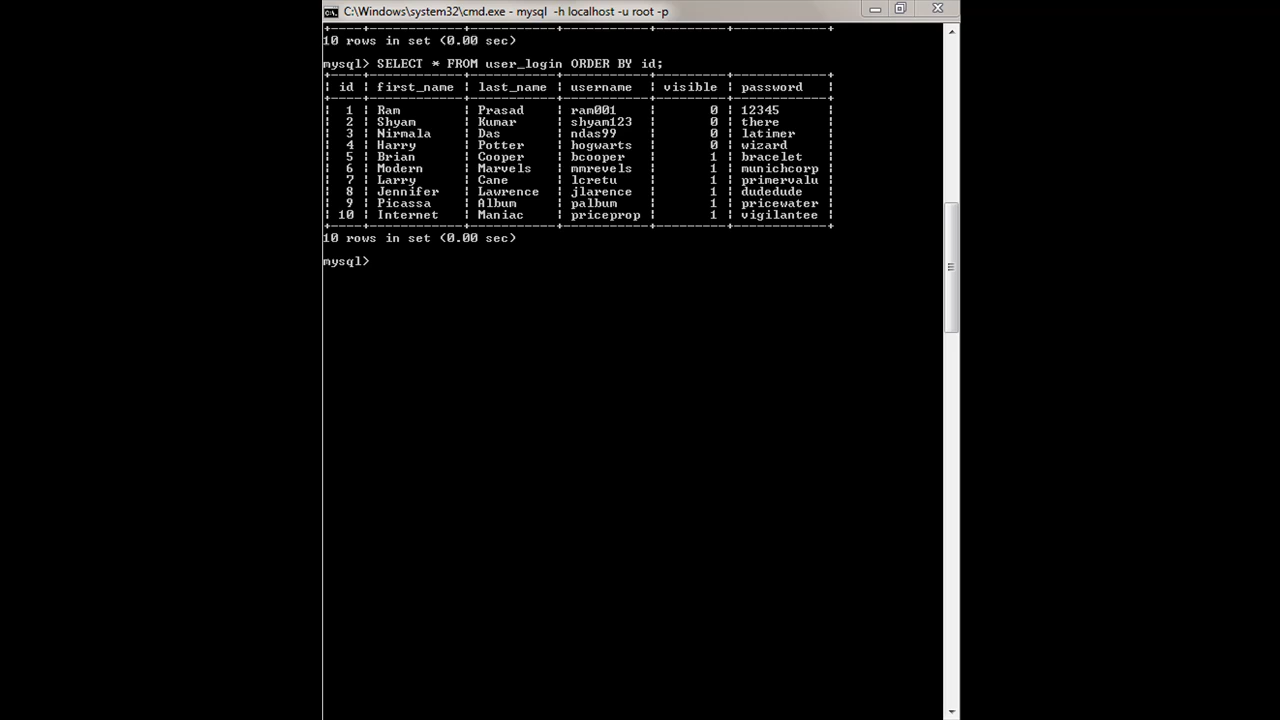 C:\Windows\system32\cmd.exe - mysql  -h localhost -u root -p
+----+------------+-----------+-----------+---------+------------+
10 rows in set (0.00 sec)
mysql> SELECT * FROM user_login ORDER BY id;
+----+------------+-----------+-----------+---------+------------+
| id | first_name | last_name | username  | visible | password   |
+----+------------+-----------+-----------+---------+------------+
|  1 | Ram        | Prasad    | ram001    |       0 | 12345      |
|  2 | Shyam      | Kumar     | shyam123  |       0 | there      |
|  3 | Nirmala    | Das       | ndas99    |       0 | latimer    |
|  4 | Harry      | Potter    | hogwarts  |       0 | wizard     |
|  5 | Brian      | Cooper    | bcooper   |       1 | bracelet   |
|  6 | Modern     | Marvels   | mmrevels  |       1 | munichcorp |
|  7 | Larry      | Cane      | lcretu    |       1 | primervalu |
|  8 | Jennifer   | Lawrence  | jlarence  |       1 | dudedude   |
|  9 | Picassa    | Album     | palbum    |       1 | pricewater |
| 10 | Internet   | Maniac    | priceprop |       1 | vigilantee |
+----+------------+-----------+-----------+---------+------------+
10 rows in set (0.00 sec)
mysql>